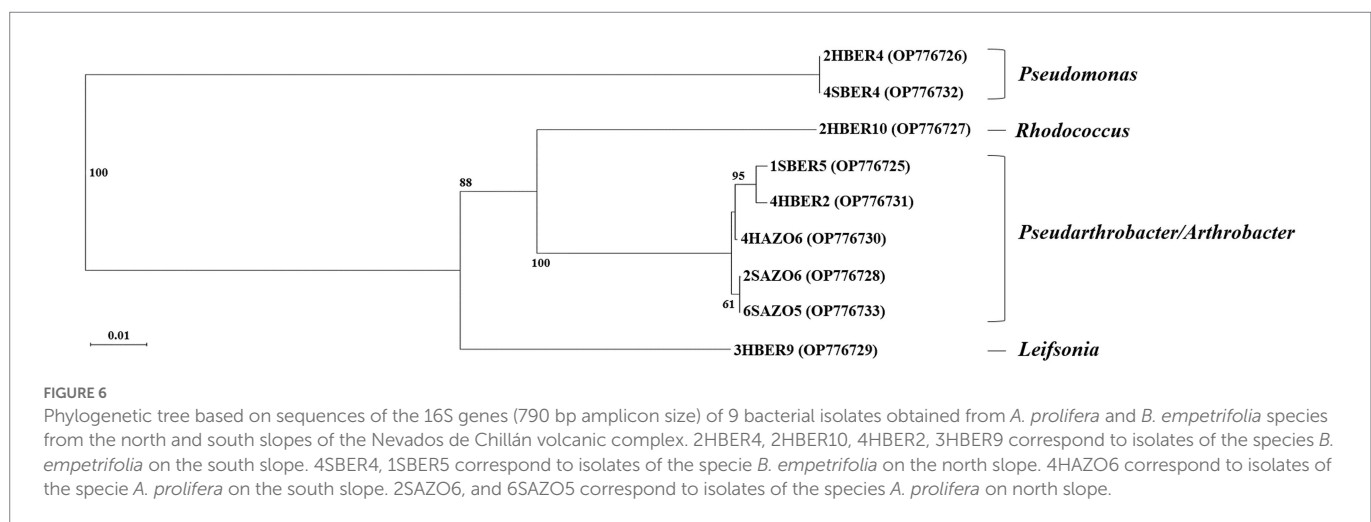 2HBER4 (OP776726)
Pseudomonas
4SBER4 (OP776732)
2HBER10 (OP776727)
Rhodococcus
100
88
95
1SBER5 (OP776725)
4HBER2 (OP776731)
Pseudarthrobacter/Arthrobacter
4HAZO6 (OP776730)
100
2SAZO6 (OP776728)
61
6SAZO5 (OP776733)
0.01
3HBER9 (OP776729)
Leifsonia
FIGURE 6
Phylogenetic tree based on sequences of the 16S genes (790 bp amplicon size) of 9 bacterial isolates obtained from A. prolifera and B. empetrifolia species
from the north and south slopes of the Nevados de Chillán volcanic complex. 2HBER4, 2HBER10, 4HBER2, 3HBER9 correspond to isolates of the species B.
empetrifolia on the south slope. 4SBER4, 1SBER5 correspond to isolates of the specie B. empetrifolia on the north slope. 4HAZO6 correspond to isolates of
the specie A. prolifera on the south slope. 2SAZO6, and 6SAZO5 correspond to isolates of the species A. prolifera on north slope.